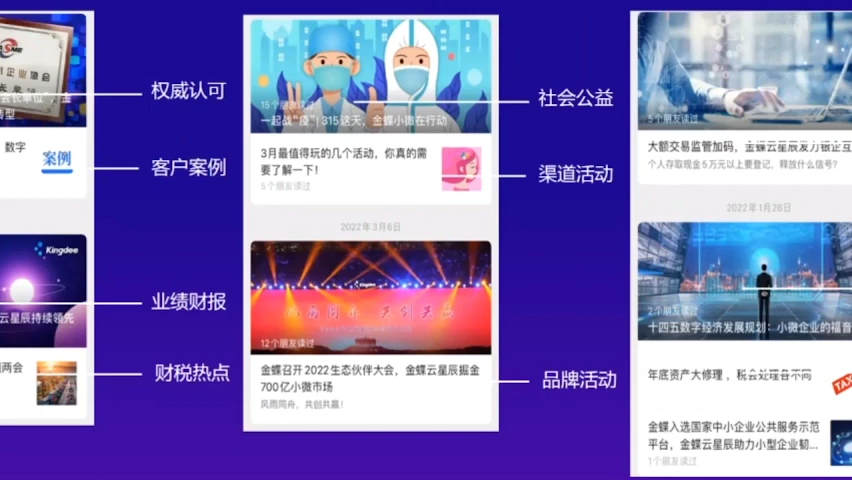 业协会
会长单位”，金
转型
数字
案例
Kingdee
云星辰持续领先
两会
权威认可
客户案例
业绩财报
财税热点
15个朋友读过
一起战“疫”| 315这天，金蝶小微在行动
3月最值得玩的几个活动，你真的需
要了解一下！
5个朋友读过
2022年3月6日
Kingdee
12个朋友读过
金蝶召开2022生态伙伴大会，金蝶云星辰掘金
700亿小微市场
风雨同舟，共创共赢！
社会公益
渠道活动
品牌活动
5个朋友读过
大额交易监管加码，金蝶云星辰发力银企互
个人存取现金5万元以上要登记，释放什么信号?
2022年1月26日
2个朋友读过
十四五数字经济发展规划：小微企业的福音
年底资产大修理，税会处理各不同
TAX
金蝶入选国家中小企业公共服务示范
平台，金蝶云星辰助力小型企业韧...
1个朋友读过